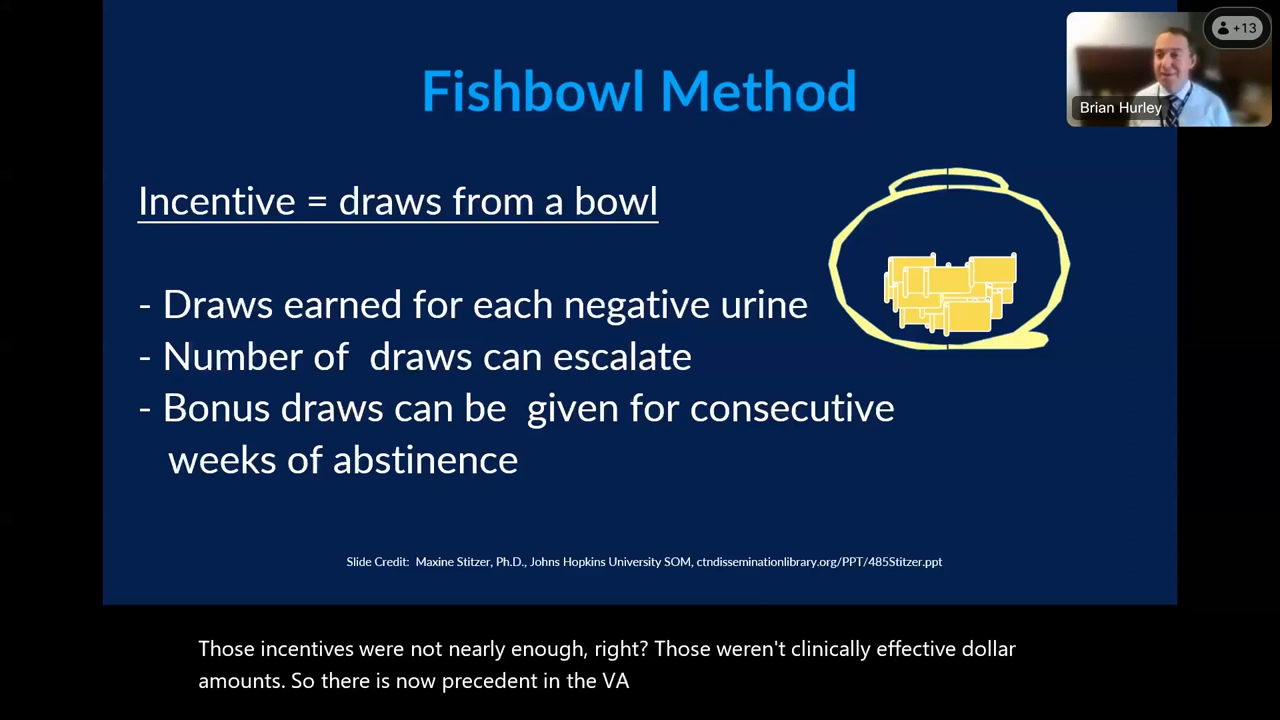 +13
Brian Hurley
Fishbowl Method
Incentive = draws from a bowl
- Draws earned for each negative urine
- Number of  draws can escalate
- Bonus draws can be  given for consecutive
weeks of abstinence
Slide Credit:  Maxine Stitzer, Ph.D., Johns Hopkins University SOM, ctndisseminationlibrary.org/PPT/485Stitzer.ppt
Those incentives were not nearly enough, right? Those weren't clinically effective dollar
amounts. So there is now precedent in the VA